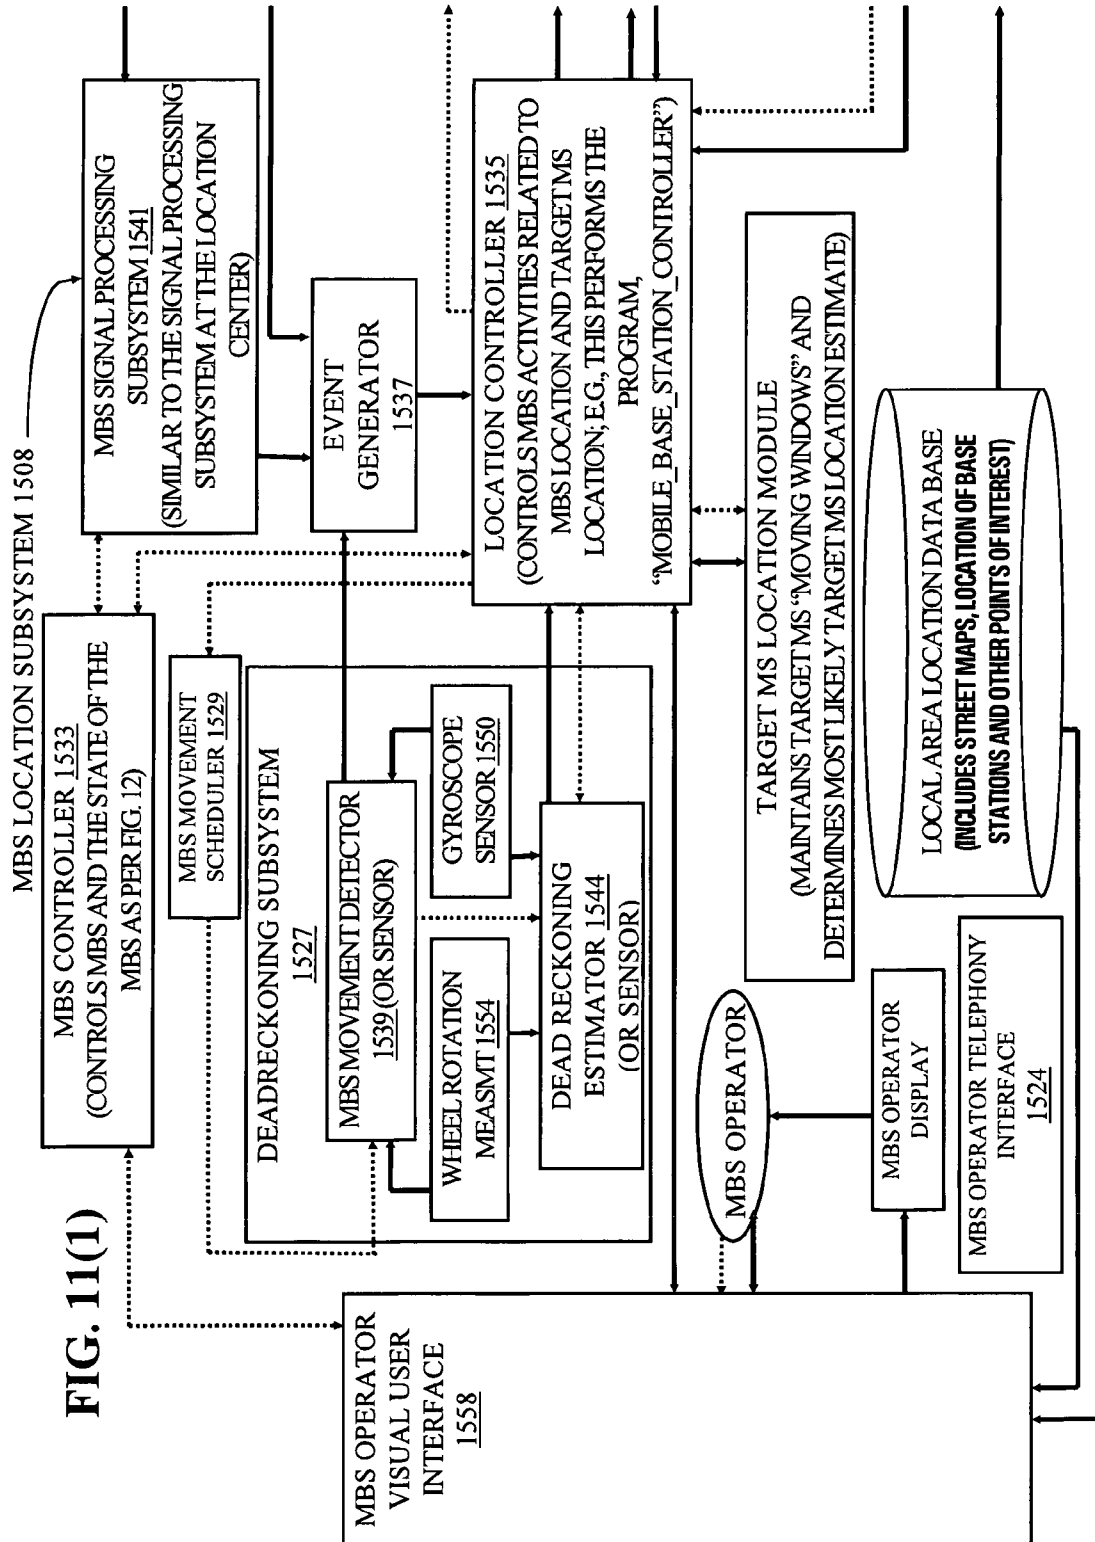 FIG. 11(1)
MBS LOCATION SUBSYSTEM 1508
MBS CONTROLLER 1533
(CONTROLS MBS AND THE STATE OF THE
MBS AS PER FIG. 12)
MBS SIGNAL PROCESSING
SUBSYSTEM 1541
(SIMILAR TO THE SIGNAL PROCESSING
SUBSYSTEM AT THE LOCATION
CENTER)
MBS MOVEMENT
SCHEDULER 1529
DEADRECKONING SUBSYSTEM
1527
MBS MOVEMENT DETECTOR
1539 (OR SENSOR)
WHEEL ROTATION
MEASMT 1554
GYROSCOPE
SENSOR 1550
DEAD RECKONING
ESTIMATOR 1544
(OR SENSOR)
EVENT
GENERATOR
1537
LOCATION CONTROLLER 1535
(CONTROLS MBS ACTIVITIES RELATED TO
MBS LOCATION AND TARGET MS
LOCATION; E.G., THIS PERFORMS THE
PROGRAM,
“MOBILE_BASE_STATION_CONTROLLER”)
MBS OPERATOR
VISUAL USER
INTERFACE
1558
MBS OPERATOR
MBS OPERATOR
DISPLAY
MBS OPERATOR TELEPHONY
INTERFACE
1524
TARGET MS LOCATION MODULE
(MAINTAINS TARGET MS “MOVING WINDOWS” AND
DETERMINES MOST LIKELY TARGET MS LOCATION ESTIMATE)
LOCAL AREA LOCATION DATA BASE
(INCLUDES STREET MAPS, LOCATION OF BASE
STATIONS AND OTHER POINTS OF INTEREST)